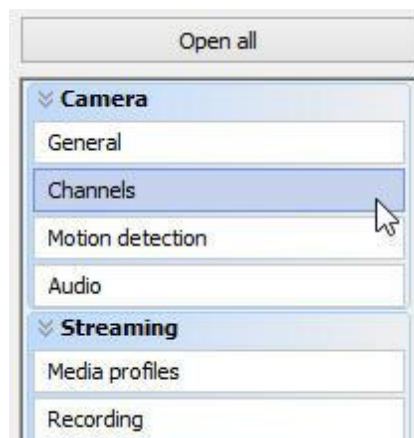 Open all
Camera
General
Channels
Motion detection
Audio
Streaming
Media profiles
Recording